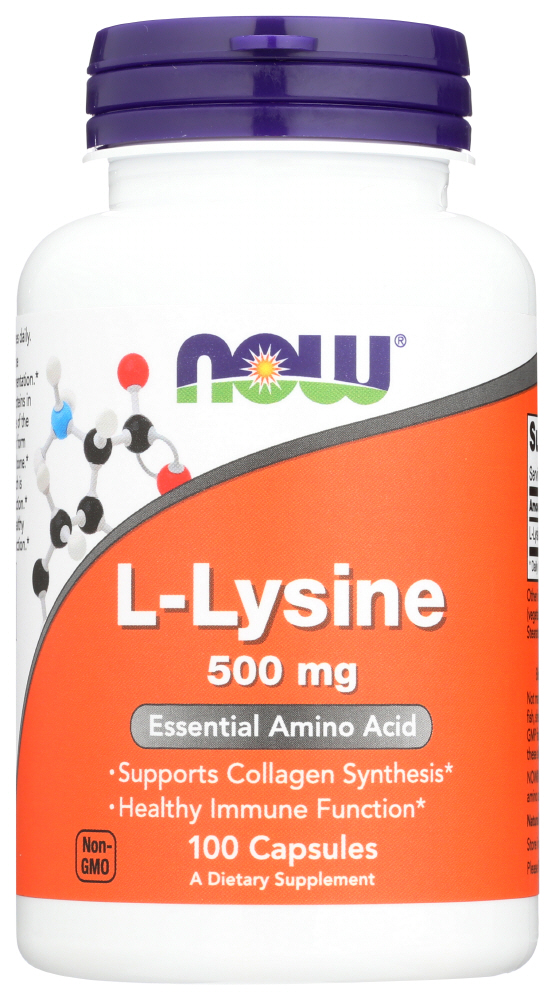 NOW®
L-Lysine
500 mg
Essential Amino Acid
•Supports Collagen Synthesis*
•Healthy Immune Function*
100 Capsules
A Dietary Supplement
Non-
GMO